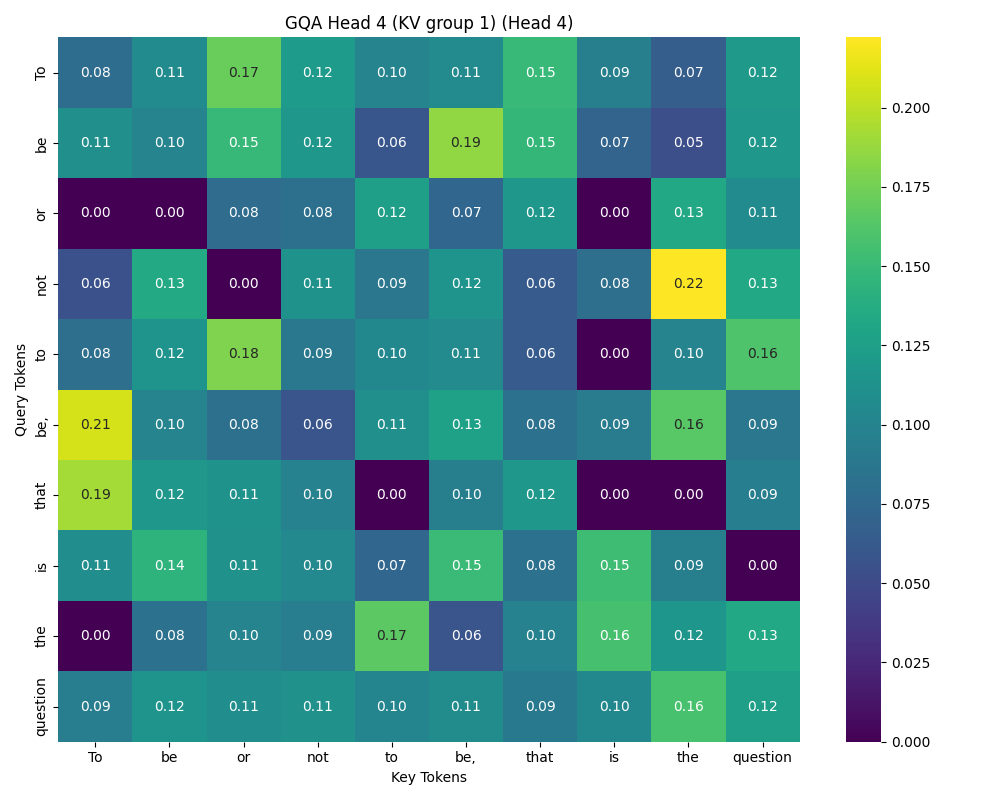 GQA Head 4 (KV group 1) (Head 4)
To 0.08 0.11 0.17 0.12 0.10 0.11 0.15 0.09 0.07 0.12
be 0.11 0.10 0.15 0.12 0.06 0.19 0.15 0.07 0.05 0.12
or 0.00 0.00 0.08 0.08 0.12 0.07 0.12 0.00 0.13 0.11
not 0.06 0.13 0.00 0.11 0.09 0.12 0.06 0.08 0.22 0.13
to 0.08 0.12 0.18 0.09 0.10 0.11 0.06 0.00 0.10 0.16
be, 0.21 0.10 0.08 0.06 0.11 0.13 0.08 0.09 0.16 0.09
that 0.19 0.12 0.11 0.10 0.00 0.10 0.12 0.00 0.00 0.09
is 0.11 0.14 0.11 0.10 0.07 0.15 0.08 0.15 0.09 0.00
the 0.00 0.08 0.10 0.09 0.17 0.06 0.10 0.16 0.12 0.13
question 0.09 0.12 0.11 0.11 0.10 0.11 0.09 0.10 0.16 0.12
To be or not to be, that is the question
Key Tokens
Query Tokens
0.200
0.175
0.150
0.125
0.100
0.075
0.050
0.025
0.000